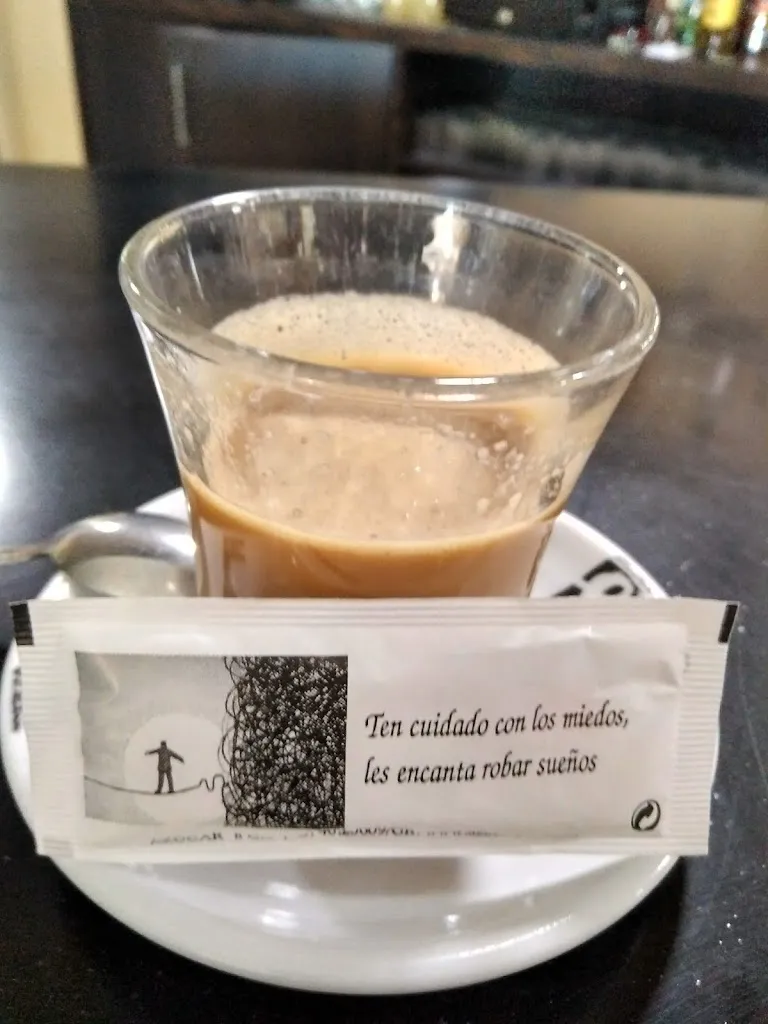 Ten cuidado con los miedos,
les encanta robar sueños